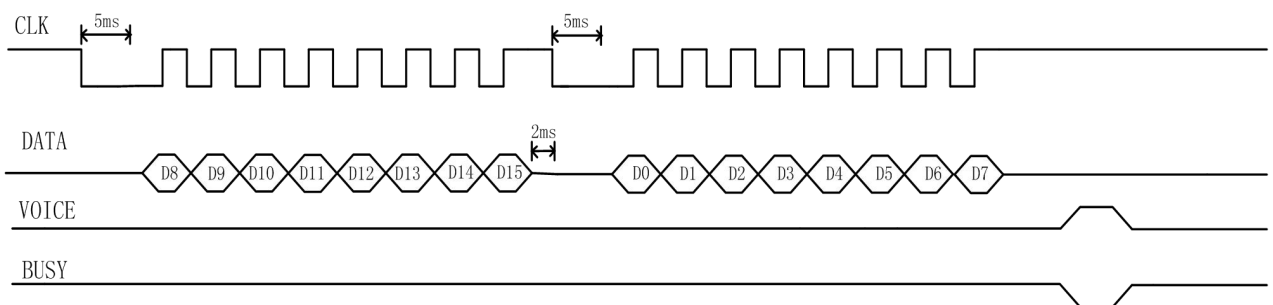 CLK 5ms 5ms
DATA 2ms
D8 D9 D10 D11 D12 D13 D14 D15 D0 D1 D2 D3 D4 D5 D6 D7
VOICE
BUSY